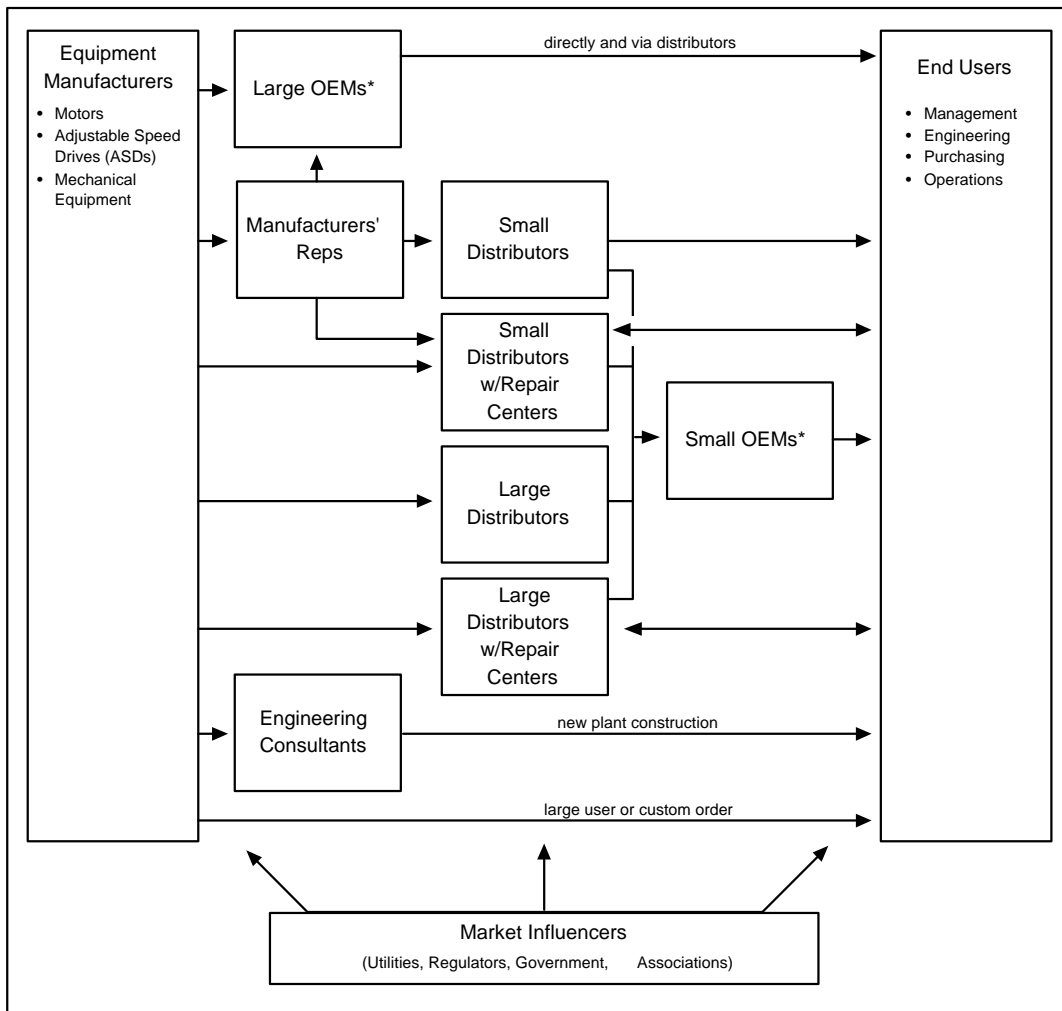 Equipment
Manufacturers
• Motors
• Adjustable Speed
Drives (ASDs)
• Mechanical
Equipment
Large OEMs*
directly and via distributors
End Users
• Management
• Engineering
• Purchasing
• Operations
Manufacturers'
Reps
Small
Distributors
Small
Distributors
w/Repair
Centers
Small OEMs*
Large
Distributors
Large
Distributors
w/Repair
Centers
Engineering
Consultants
new plant construction
large user or custom order
Market Influencers
(Utilities, Regulators, Government, Associations)